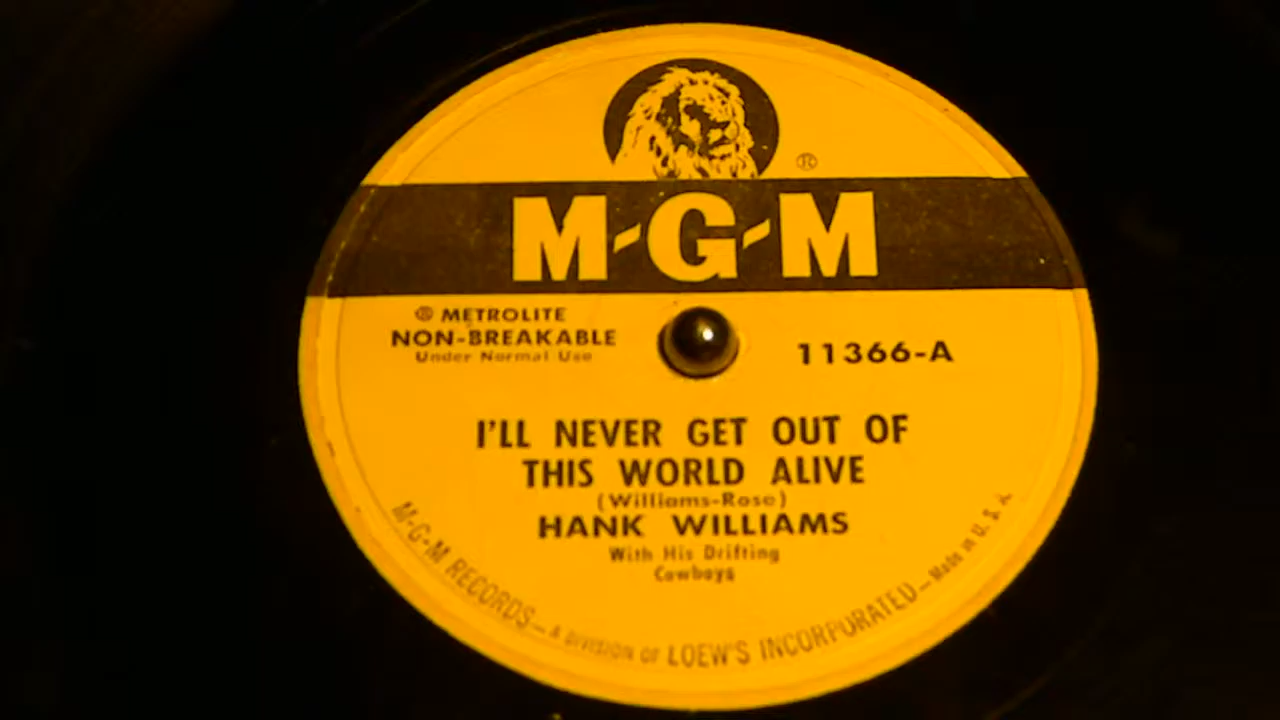 ®
M-G-M
® METROLITE
NON-BREAKABLE
Under Normal Use
11366-A
I'LL NEVER GET OUT OF
THIS WORLD ALIVE
(Williams-Rose)
HANK WILLIAMS
With His Drifting
Cowboys
M-G-M RECORDS—A DIVISION OF LOEW'S INCORPORATED—Made in U. S. A.